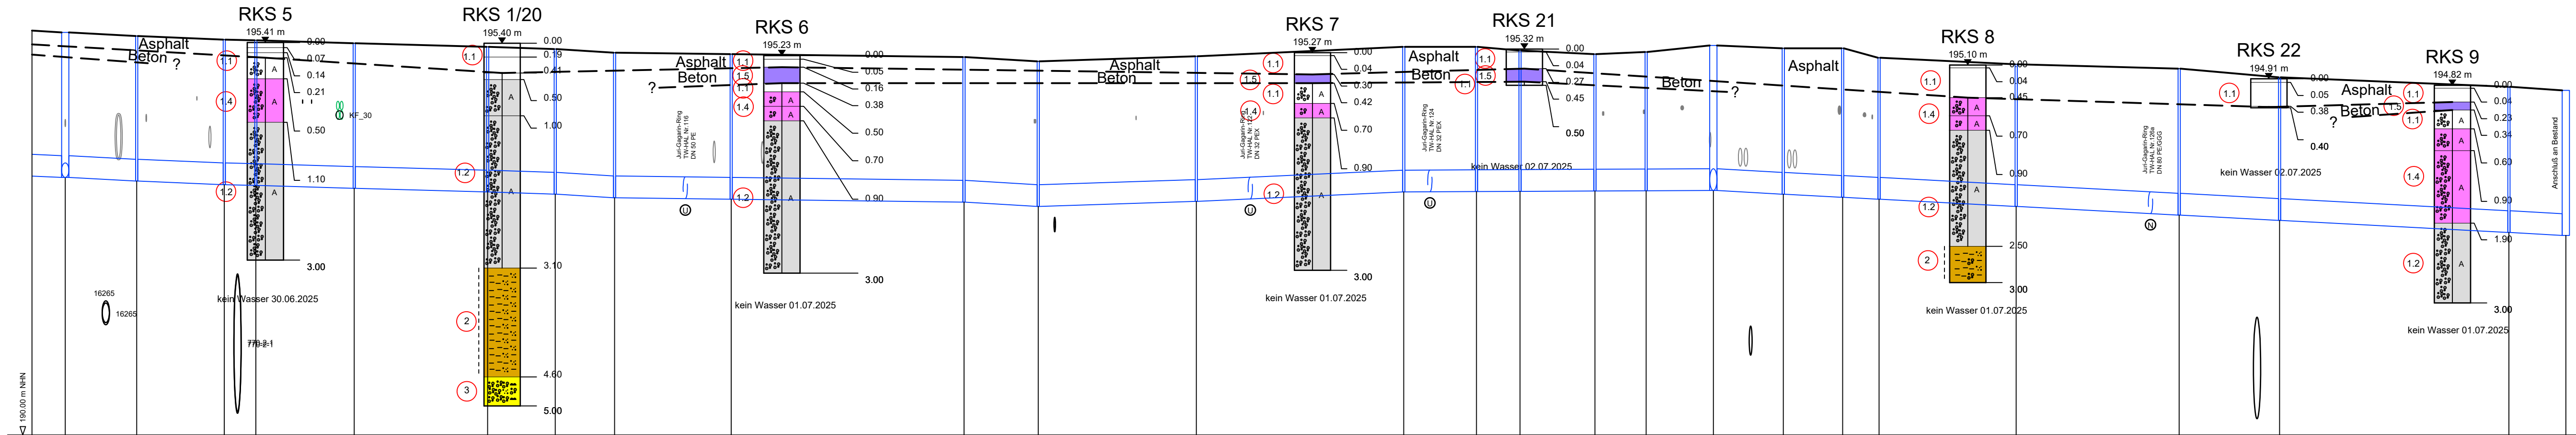 RKS 5
195.41 m
Asphalt
Beton ?
1.1
1.4
1.2
A
A
A
0.00
0.07
0.14
0.21
0.50
1.10
3.00
kein Wasser 30.06.2025
KF_30
16265
16265
190.00 m NHN
RKS 1/20
195.40 m
1.1
1.2
2
3
A
A
0.00
0.19
0.41
0.50
1.00
3.10
4.60
5.00
RKS 6
195.23 m
Asphalt
Beton
?
1.1
1.5
1.1
1.4
1.2
A
A
A
0.00
0.05
0.16
0.38
0.50
0.70
0.90
3.00
kein Wasser 01.07.2025
Juri-Gagarin-Ring
TW-HAL Nr.116
DN 50 PE
U
Asphalt
Beton
RKS 7
195.27 m
1.1
1.5
1.1
1.4
1.2
A
A
A
0.00
0.04
0.30
0.42
0.70
0.90
3.00
kein Wasser 01.07.2025
Juri-Gagarin-Ring
DN 32 PEX
U
Juri-Gagarin-Ring
TW-HAL Nr.124
DN 32 PEX
U
RKS 21
195.32 m
Asphalt
Beton
1.1
1.5
1.1
0.00
0.04
0.27
0.45
0.50
kein Wasser 02.07.2025
Beton
?
Asphalt
RKS 8
195.10 m
1.1
1.4
1.2
2
A
A
A
0.00
0.04
0.45
0.70
0.90
2.50
3.00
kein Wasser 01.07.2025
Juri-Gagarin-Ring
TW-HAL Nr.126a
DN 80 PE/GGG
N
RKS 22
194.91 m
1.1
0.00
0.05
0.38
0.40
kein Wasser 02.07.2025
Asphalt
Beton
?
RKS 9
194.82 m
1.1
1.5
1.1
1.4
1.2
A
A
A
A
0.00
0.04
0.23
0.34
0.60
0.90
1.90
3.00
kein Wasser 01.07.2025
Anschluß an Bestand